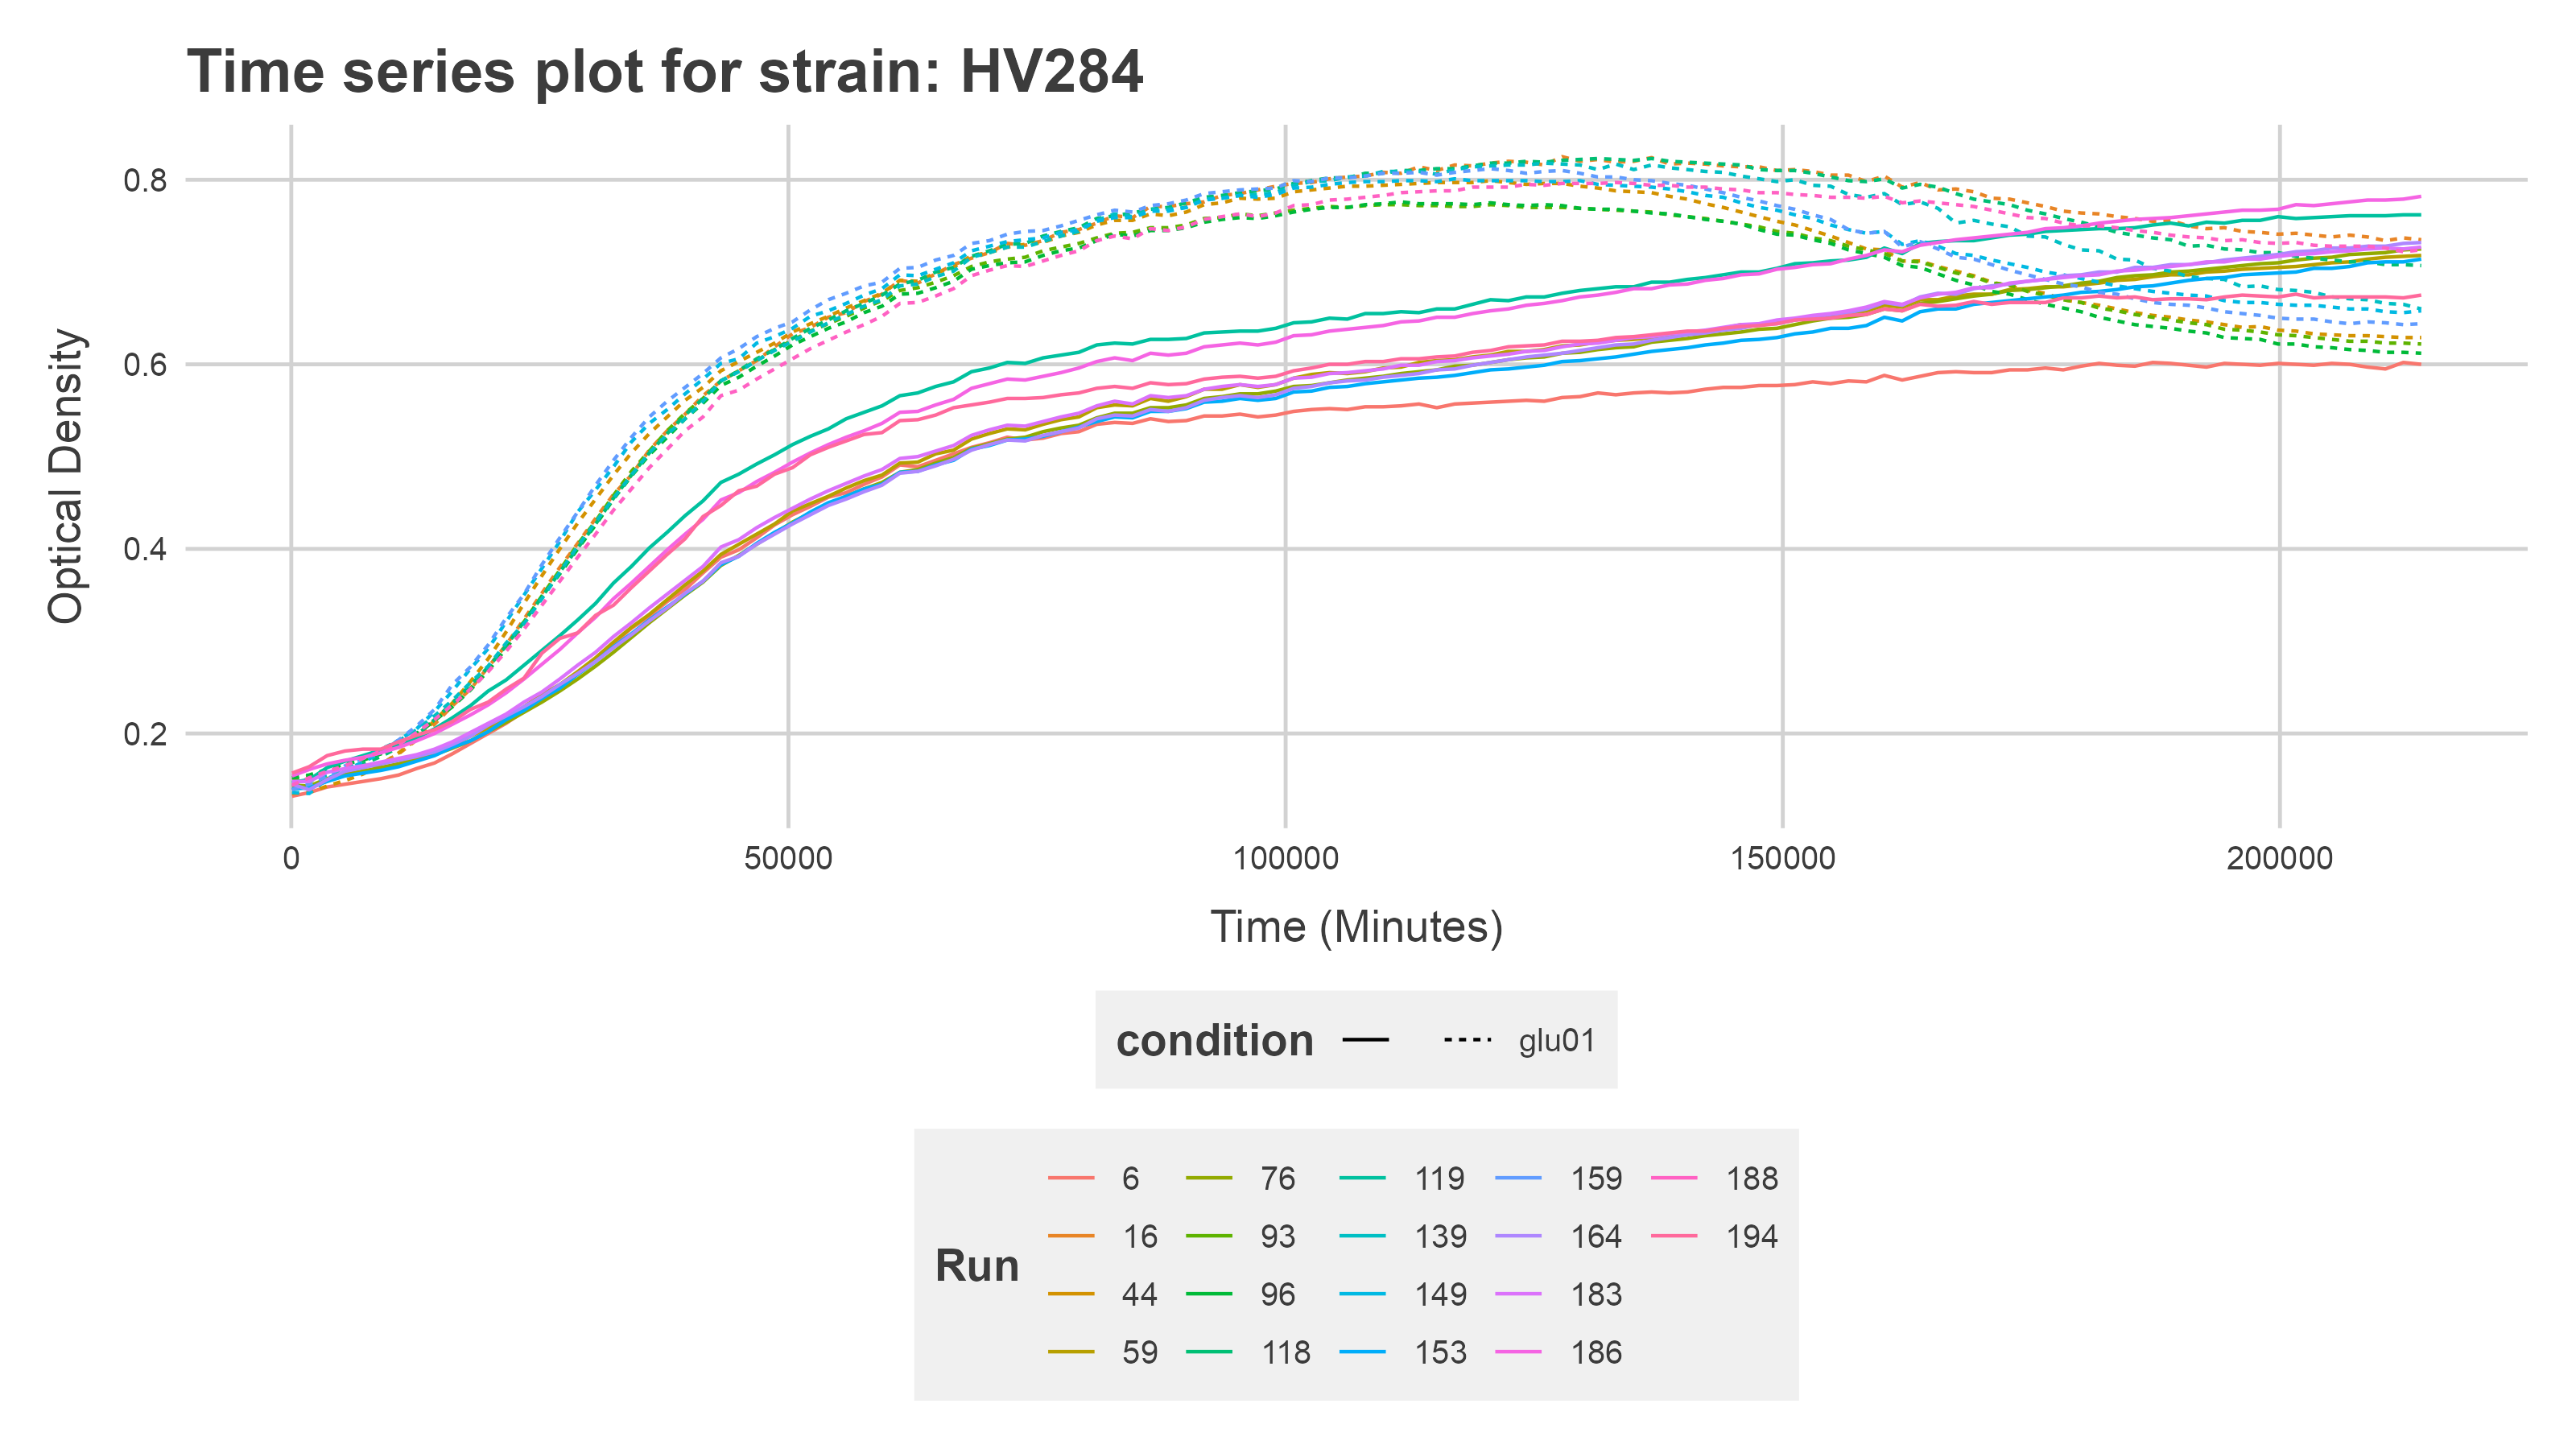 Time series plot for strain: HV284
0.8
0.6
0.4
0.2
Optical Density
0 50000 100000 150000 200000
Time (Minutes)
condition glu01
Run
6 76 119 159 188
16 93 139 164 194
44 96 149 183
59 118 153 186